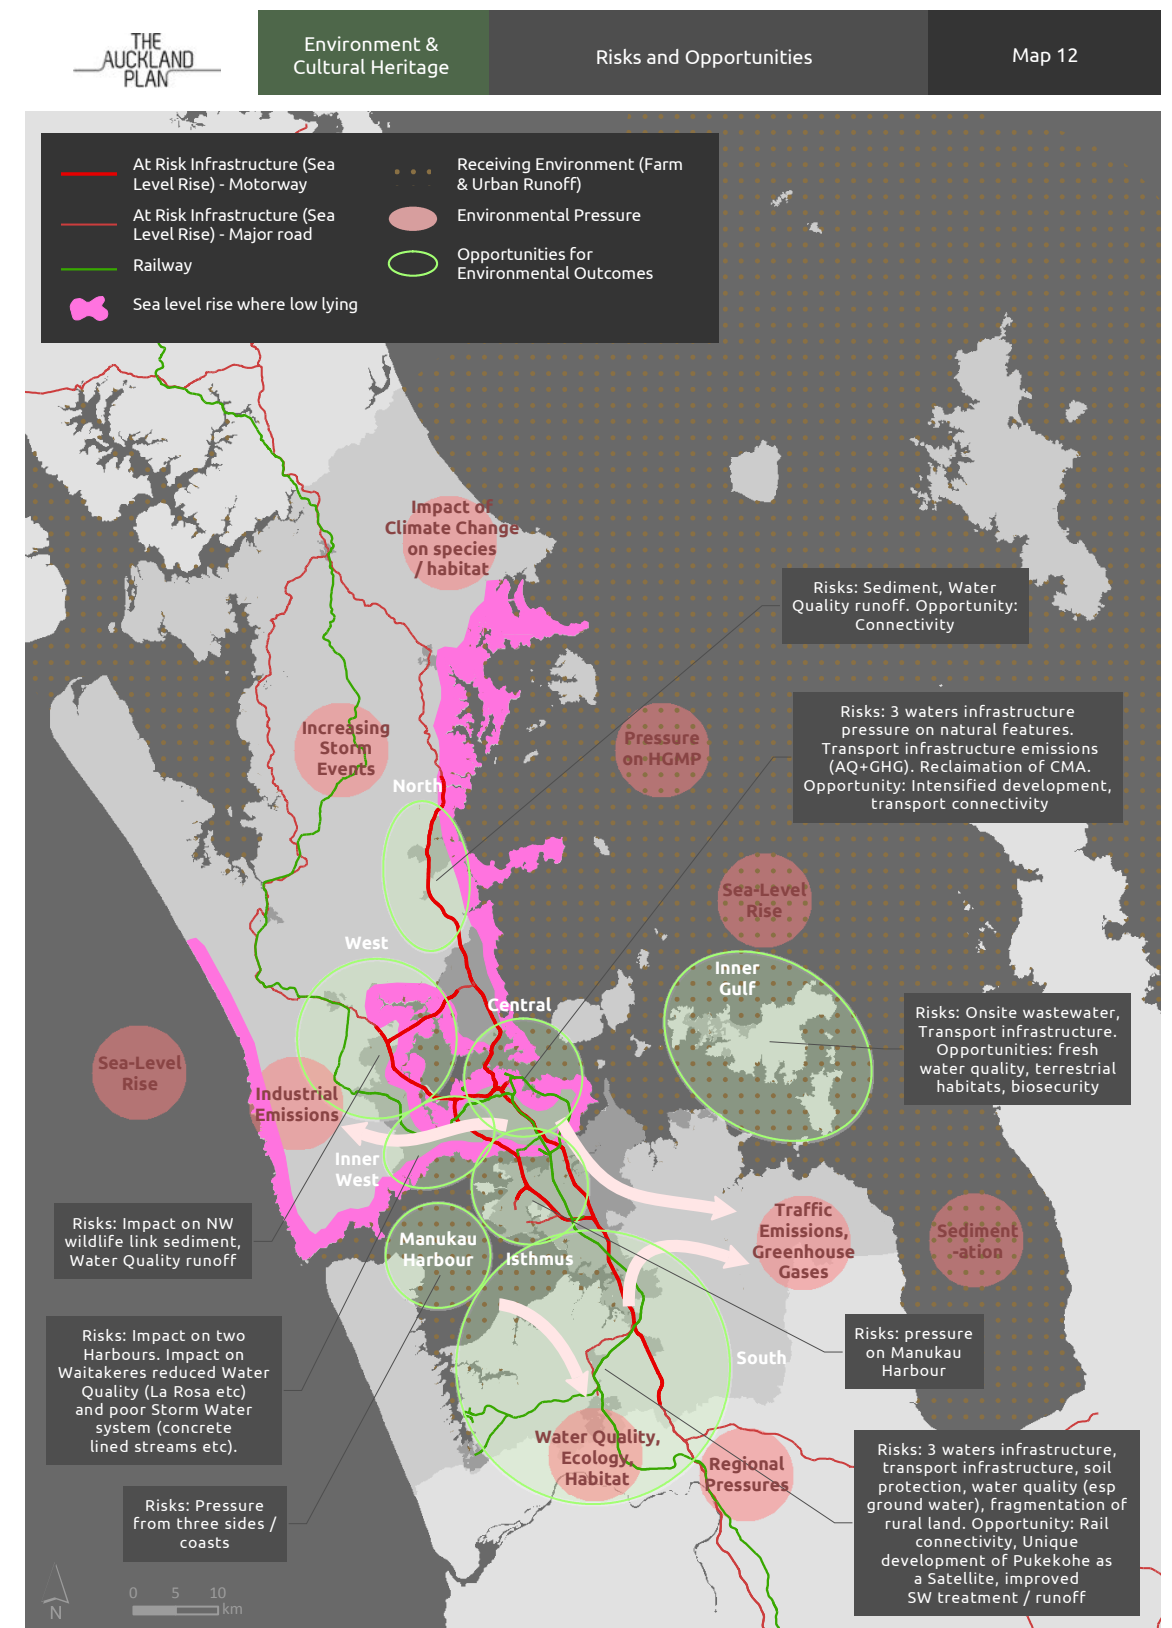 THE
AUCKLAND
PLAN
Environment &
Cultural Heritage
Risks and Opportunities
Map 12
At Risk Infrastructure (Sea
Level Rise) - Motorway
At Risk Infrastructure (Sea
Level Rise) - Major road
Railway
Sea level rise where low lying
Receiving Environment (Farm
& Urban Runoff)
Environmental Pressure
Opportunities for
Environmental Outcomes
Impact of
Climate Change
on species
/ habitat
Risks: Sediment, Water
Quality runoff. Opportunity:
Connectivity
Increasing
Storm
Events
Pressure
on HGMP
Risks: 3 waters infrastructure
pressure on natural features.
Transport infrastructure emissions
(AQ+GHG). Reclaimation of CMA.
Opportunity: Intensified development,
transport connectivity
North
Sea-Level
Rise
West
Inner
Gulf
Central
Risks: Onsite wastewater,
Transport infrastructure.
Opportunities: fresh
water quality, terrestrial
habitats, biosecurity
Sea-Level
Rise
Industrial
Emissions
Inner
West
Risks: Impact on NW
wildlife link sediment,
Water Quality runoff
Manukau
Harbour
Isthmus
Traffic
Emissions,
Greenhouse
Gases
Sediment
-ation
Risks: Impact on two
Harbours. Impact on
Waitakeres reduced Water
Quality (La Rosa etc)
and poor Storm Water
system (concrete
lined streams etc).
South
Risks: pressure
on Manukau
Harbour
Water Quality,
Ecology,
Habitat
Regional
Pressures
Risks: 3 waters infrastructure,
transport infrastructure, soil
protection, water quality (esp
ground water), fragmentation of
rural land. Opportunity: Rail
connectivity, Unique
development of Pukekohe as
a Satellite, improved
SW treatment / runoff
Risks: Pressure
from three sides /
coasts
N
0 5 10
km